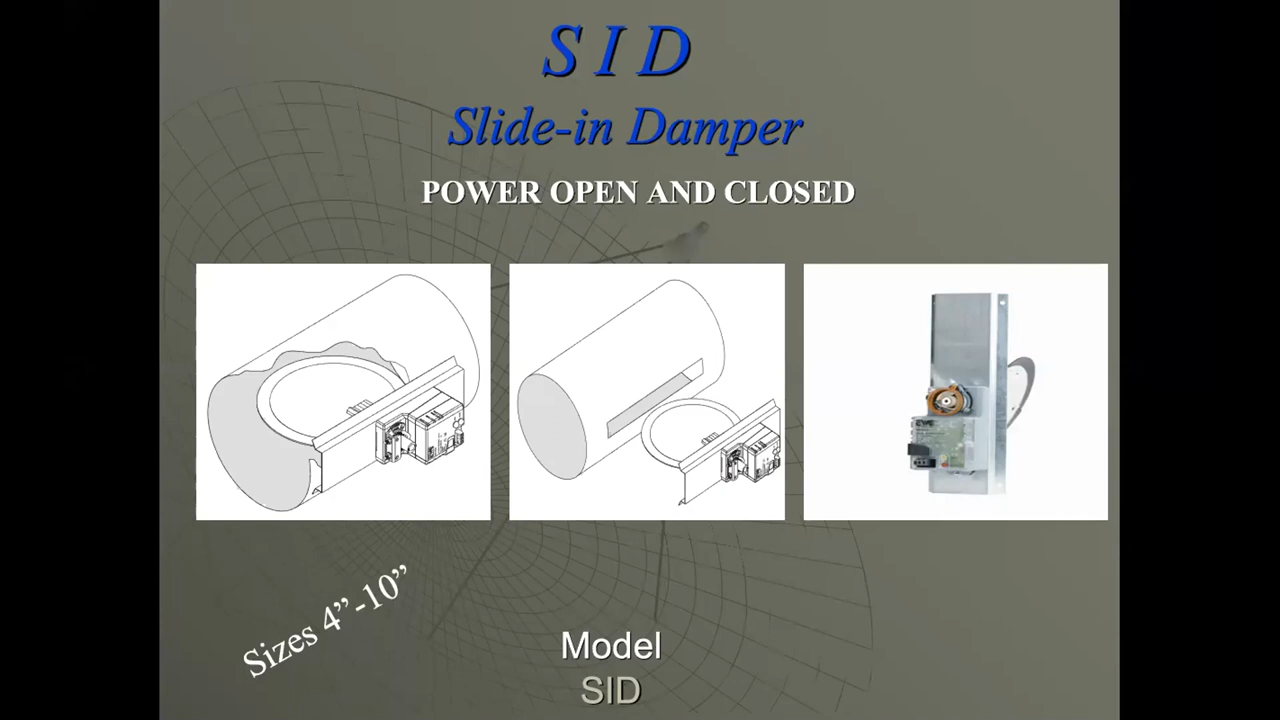 S I D
Slide-in Damper
POWER OPEN AND CLOSED
Sizes 4”-10”
Model
SID